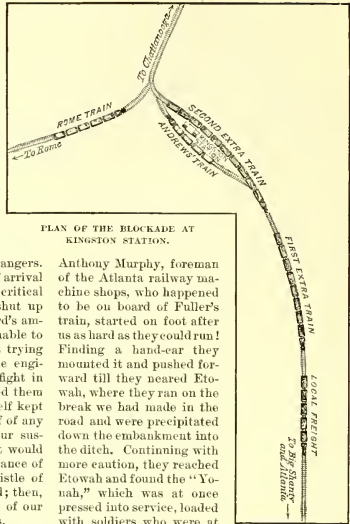 To Chattanooga
ROME TRAIN
To Rome
SECOND EXTRA TRAIN
KINGSTON
ANDREWS' TRAIN
FIRST EXTRA TRAIN
LOCAL FREIGHT
To Big Shanty
and Atlanta
PLAN OF THE BLOCKADE AT
KINGSTON STATION.
angers.
arrival
critical
shut up
rd's am-
nable to
trying
e engi-
fight in
d them
elf kept
of any
ur sus-
would
ance of
istle of
d; then,
of our
Anthony Murphy, foreman
of the Atlanta railway ma-
chine shops, who happened
to be on board of Fuller's
train, started on foot after
us as hard as they could run!
Finding a hand-car they
mounted it and pushed for-
ward till they neared Eto-
wah, where they ran on the
break we had made in the
road and were precipitated
down the embankment into
the ditch. Continuing with
more caution, they reached
Etowah and found the "Yo-
nah," which was at once
pressed into service, loaded
with soldiers who were at